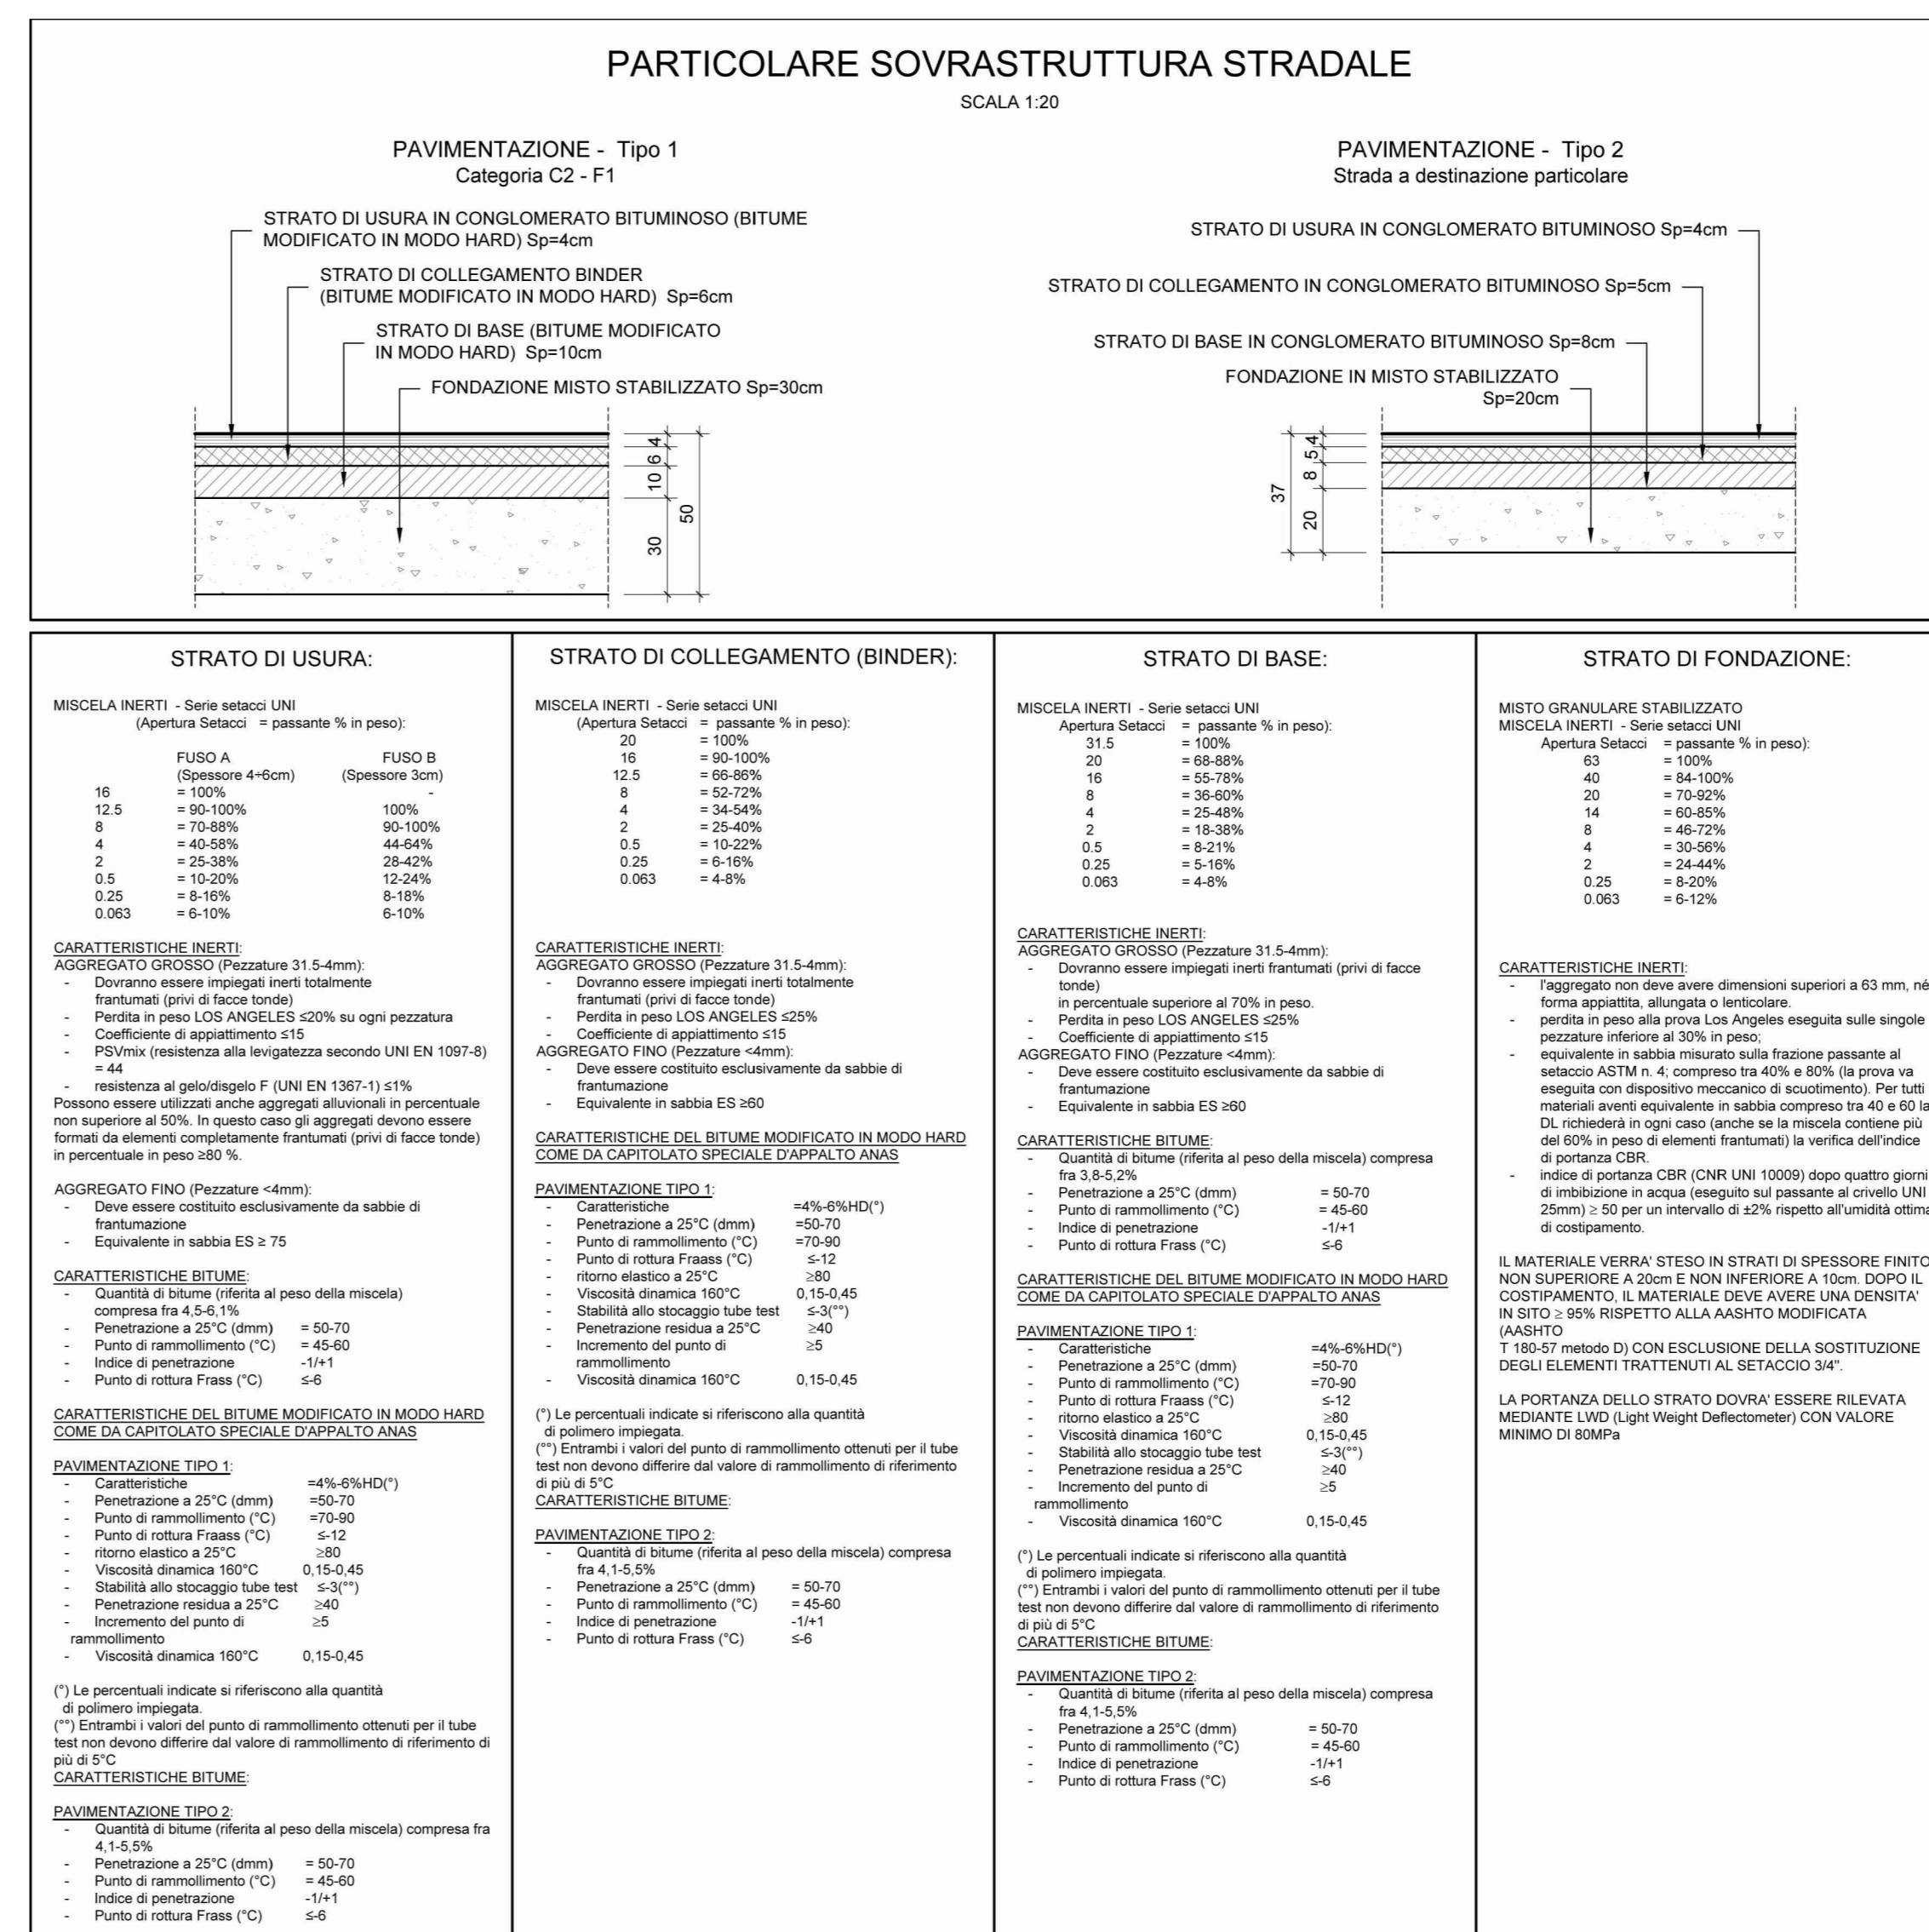 PARTICOLARE SOVRASTRUTTURA STRADALE
SCALA 1:20
PAVIMENTAZIONE - Tipo 1
Categoria C2 - F1
STRATO DI USURA IN CONGLOMERATO BITUMINOSO (BITUME
MODIFICATO IN MODO HARD) Sp=4cm
STRATO DI COLLEGAMENTO BINDER
(BITUME MODIFICATO IN MODO HARD) Sp=6cm
STRATO DI BASE (BITUME MODIFICATO
IN MODO HARD) Sp=10cm
FONDAZIONE MISTO STABILIZZATO Sp=30cm
4
6
10
30
50
PAVIMENTAZIONE - Tipo 2
Strada a destinazione particolare
STRATO DI USURA IN CONGLOMERATO BITUMINOSO Sp=4cm
STRATO DI COLLEGAMENTO IN CONGLOMERATO BITUMINOSO Sp=5cm
STRATO DI BASE IN CONGLOMERATO BITUMINOSO Sp=8cm
FONDAZIONE IN MISTO STABILIZZATO
Sp=20cm
4
5
8
20
37
STRATO DI USURA:
MISCELA INERTI - Serie setacci UNI
(Apertura Setacci = passante % in peso):
FUSO A FUSO B
(Spessore 4÷6cm) (Spessore 3cm)
16 = 100% -
12.5 = 90-100% 100%
8 = 70-88% 90-100%
4 = 40-58% 44-64%
2 = 25-38% 28-42%
0.5 = 10-20% 12-24%
0.25 = 8-16% 8-18%
0.063 = 6-10% 6-10%
CARATTERISTICHE INERTI:
AGGREGATO GROSSO (Pezzature 31.5-4mm):
- Dovranno essere impiegati inerti totalmente
frantumati (privi di facce tonde)
- Perdita in peso LOS ANGELES ≤20% su ogni pezzatura
- Coefficiente di appiattimento ≤15
- PSVmix (resistenza alla levigatezza secondo UNI EN 1097-8)
= 44
- resistenza al gelo/disgelo F (UNI EN 1367-1) ≤1%
Possono essere utilizzati anche aggregati alluvionali in percentuale
non superiore al 50%. In questo caso gli aggregati devono essere
formati da elementi completamente frantumati (privi di facce tonde)
in percentuale in peso ≥80 %.
AGGREGATO FINO (Pezzature <4mm):
- Deve essere costituito esclusivamente da sabbie di
frantumazione
- Equivalente in sabbia ES ≥ 75
CARATTERISTICHE BITUME:
- Quantità di bitume (riferita al peso della miscela)
compresa fra 4,5-6,1%
- Penetrazione a 25°C (dmm) = 50-70
- Punto di rammollimento (°C) = 45-60
- Indice di penetrazione -1/+1
- Punto di rottura Frass (°C) ≤-6
CARATTERISTICHE DEL BITUME MODIFICATO IN MODO HARD
COME DA CAPITOLATO SPECIALE D'APPALTO ANAS
PAVIMENTAZIONE TIPO 1:
- Caratteristiche =4%-6%HD(°)
- Penetrazione a 25°C (dmm) =50-70
- Punto di rammollimento (°C) =70-90
- Punto di rottura Fraass (°C) ≤-12
- ritorno elastico a 25°C ≥80
- Viscosità dinamica 160°C 0,15-0,45
- Stabilità allo stocaggio tube test ≤-3(°°)
- Penetrazione residua a 25°C ≥40
- Incremento del punto di ≥5
rammollimento
- Viscosità dinamica 160°C 0,15-0,45
(°) Le percentuali indicate si riferiscono alla quantità
di polimero impiegata.
(°°) Entrambi i valori del punto di rammollimento ottenuti per il tube
test non devono differire dal valore di rammollimento di riferimento di
più di 5°C
CARATTERISTICHE BITUME:
PAVIMENTAZIONE TIPO 2:
- Quantità di bitume (riferita al peso della miscela) compresa fra
4,1-5,5%
- Penetrazione a 25°C (dmm) = 50-70
- Punto di rammollimento (°C) = 45-60
- Indice di penetrazione -1/+1
- Punto di rottura Frass (°C) ≤-6
STRATO DI COLLEGAMENTO (BINDER):
MISCELA INERTI - Serie setacci UNI
(Apertura Setacci = passante % in peso):
20 = 100%
16 = 90-100%
12.5 = 66-86%
8 = 52-72%
4 = 34-54%
2 = 25-40%
0.5 = 10-22%
0.25 = 6-16%
0.063 = 4-8%
CARATTERISTICHE INERTI:
AGGREGATO GROSSO (Pezzature 31.5-4mm):
- Dovranno essere impiegati inerti totalmente
frantumati (privi di facce tonde)
- Perdita in peso LOS ANGELES ≤25%
- Coefficiente di appiattimento ≤15
AGGREGATO FINO (Pezzature <4mm):
- Deve essere costituito esclusivamente da sabbie di
frantumazione
- Equivalente in sabbia ES ≥60
CARATTERISTICHE DEL BITUME MODIFICATO IN MODO HARD
COME DA CAPITOLATO SPECIALE D'APPALTO ANAS
PAVIMENTAZIONE TIPO 1:
- Caratteristiche =4%-6%HD(°)
- Penetrazione a 25°C (dmm) =50-70
- Punto di rammollimento (°C) =70-90
- Punto di rottura Fraass (°C) ≤-12
- ritorno elastico a 25°C ≥80
- Viscosità dinamica 160°C 0,15-0,45
- Stabilità allo stocaggio tube test ≤-3(°°)
- Penetrazione residua a 25°C ≥40
- Incremento del punto di ≥5
rammollimento
- Viscosità dinamica 160°C 0,15-0,45
(°) Le percentuali indicate si riferiscono alla quantità
di polimero impiegata.
(°°) Entrambi i valori del punto di rammollimento ottenuti per il tube
test non devono differire dal valore di rammollimento di riferimento
di più di 5°C
CARATTERISTICHE BITUME:
PAVIMENTAZIONE TIPO 2:
- Quantità di bitume (riferita al peso della miscela) compresa
fra 4,1-5,5%
- Penetrazione a 25°C (dmm) = 50-70
- Punto di rammollimento (°C) = 45-60
- Indice di penetrazione -1/+1
- Punto di rottura Frass (°C) ≤-6
STRATO DI BASE:
MISCELA INERTI - Serie setacci UNI
Apertura Setacci = passante % in peso):
31.5 = 100%
20 = 68-88%
16 = 55-78%
8 = 36-60%
4 = 25-48%
2 = 18-38%
0.5 = 8-21%
0.25 = 5-16%
0.063 = 4-8%
CARATTERISTICHE INERTI:
AGGREGATO GROSSO (Pezzature 31.5-4mm):
- Dovranno essere impiegati inerti frantumati (privi di facce
tonde)
in percentuale superiore al 70% in peso.
- Perdita in peso LOS ANGELES ≤25%
- Coefficiente di appiattimento ≤15
AGGREGATO FINO (Pezzature <4mm):
- Deve essere costituito esclusivamente da sabbie di
frantumazione
- Equivalente in sabbia ES ≥60
CARATTERISTICHE BITUME:
- Quantità di bitume (riferita al peso della miscela) compresa
fra 3,8-5,2%
- Penetrazione a 25°C (dmm) = 50-70
- Punto di rammollimento (°C) = 45-60
- Indice di penetrazione -1/+1
- Punto di rottura Frass (°C) ≤-6
CARATTERISTICHE DEL BITUME MODIFICATO IN MODO HARD
COME DA CAPITOLATO SPECIALE D'APPALTO ANAS
PAVIMENTAZIONE TIPO 1:
- Caratteristiche =4%-6%HD(°)
- Penetrazione a 25°C (dmm) =50-70
- Punto di rammollimento (°C) =70-90
- Punto di rottura Fraass (°C) ≤-12
- ritorno elastico a 25°C ≥80
- Viscosità dinamica 160°C 0,15-0,45
- Stabilità allo stocaggio tube test ≤-3(°°)
- Penetrazione residua a 25°C ≥40
- Incremento del punto di ≥5
rammollimento
- Viscosità dinamica 160°C 0,15-0,45
(°) Le percentuali indicate si riferiscono alla quantità
di polimero impiegata.
(°°) Entrambi i valori del punto di rammollimento ottenuti per il tube
test non devono differire dal valore di rammollimento di riferimento
di più di 5°C
CARATTERISTICHE BITUME:
PAVIMENTAZIONE TIPO 2:
- Quantità di bitume (riferita al peso della miscela) compresa
fra 4,1-5,5%
- Penetrazione a 25°C (dmm) = 50-70
- Punto di rammollimento (°C) = 45-60
- Indice di penetrazione -1/+1
- Punto di rottura Frass (°C) ≤-6
STRATO DI FONDAZIONE:
MISTO GRANULARE STABILIZZATO
MISCELA INERTI - Serie setacci UNI
Apertura Setacci = passante % in peso):
63 = 100%
40 = 84-100%
20 = 70-92%
14 = 60-85%
8 = 46-72%
4 = 30-56%
2 = 24-44%
0.25 = 8-20%
0.063 = 6-12%
CARATTERISTICHE INERTI:
- l'aggregato non deve avere dimensioni superiori a 63 mm, né
forma appiattita, allungata o lenticolare.
- perdita in peso alla prova Los Angeles eseguita sulle singole
pezzature inferiore al 30% in peso;
- equivalente in sabbia misurato sulla frazione passante al
setaccio ASTM n. 4; compreso tra 40% e 80% (la prova va
eseguita con dispositivo meccanico di scuotimento). Per tutti
materiali aventi equivalente in sabbia compreso tra 40 e 60 la
DL richiederà in ogni caso (anche se la miscela contiene più
del 60% in peso di elementi frantumati) la verifica dell'indice
di portanza CBR.
- indice di portanza CBR (CNR UNI 10009) dopo quattro giorni
di imbibizione in acqua (eseguito sul passante al crivello UNI
25mm) ≥ 50 per un intervallo di ±2% rispetto all'umidità ottima
di costipamento.
IL MATERIALE VERRA' STESO IN STRATI DI SPESSORE FINITO
NON SUPERIORE A 20cm E NON INFERIORE A 10cm. DOPO IL
COSTIPAMENTO, IL MATERIALE DEVE AVERE UNA DENSITA'
IN SITO ≥ 95% RISPETTO ALLA AASHTO MODIFICATA
(AASHTO
T 180-57 metodo D) CON ESCLUSIONE DELLA SOSTITUZIONE
DEGLI ELEMENTI TRATTENUTI AL SETACCIO 3/4".
LA PORTANZA DELLO STRATO DOVRA' ESSERE RILEVATA
MEDIANTE LWD (Light Weight Deflectometer) CON VALORE
MINIMO DI 80MPa